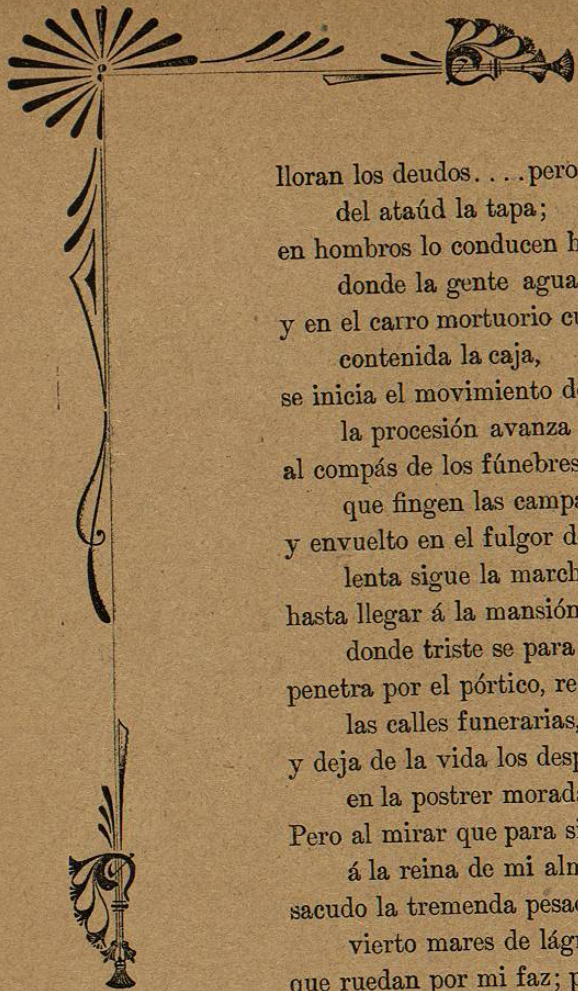 lloran los deudos. . . . pero
del ataúd la tapa;
en hombros lo conducen
donde la gente
y en el carro mortuorio
contenida la caja,
se inicia el movimiento
la procesión avanza
al compás de los fúnebres
que fingen las
y envuelto en el fulgor
lenta sigue la
hasta llegar á la mansión
donde triste se para
penetra por el pórtico,
las calles funerarias,
y deja de la vida los
en la postrer
Pero al mirar que para
á la reina de mi
sacudo la tremenda
vierto mares de
que ruedan por mi faz;